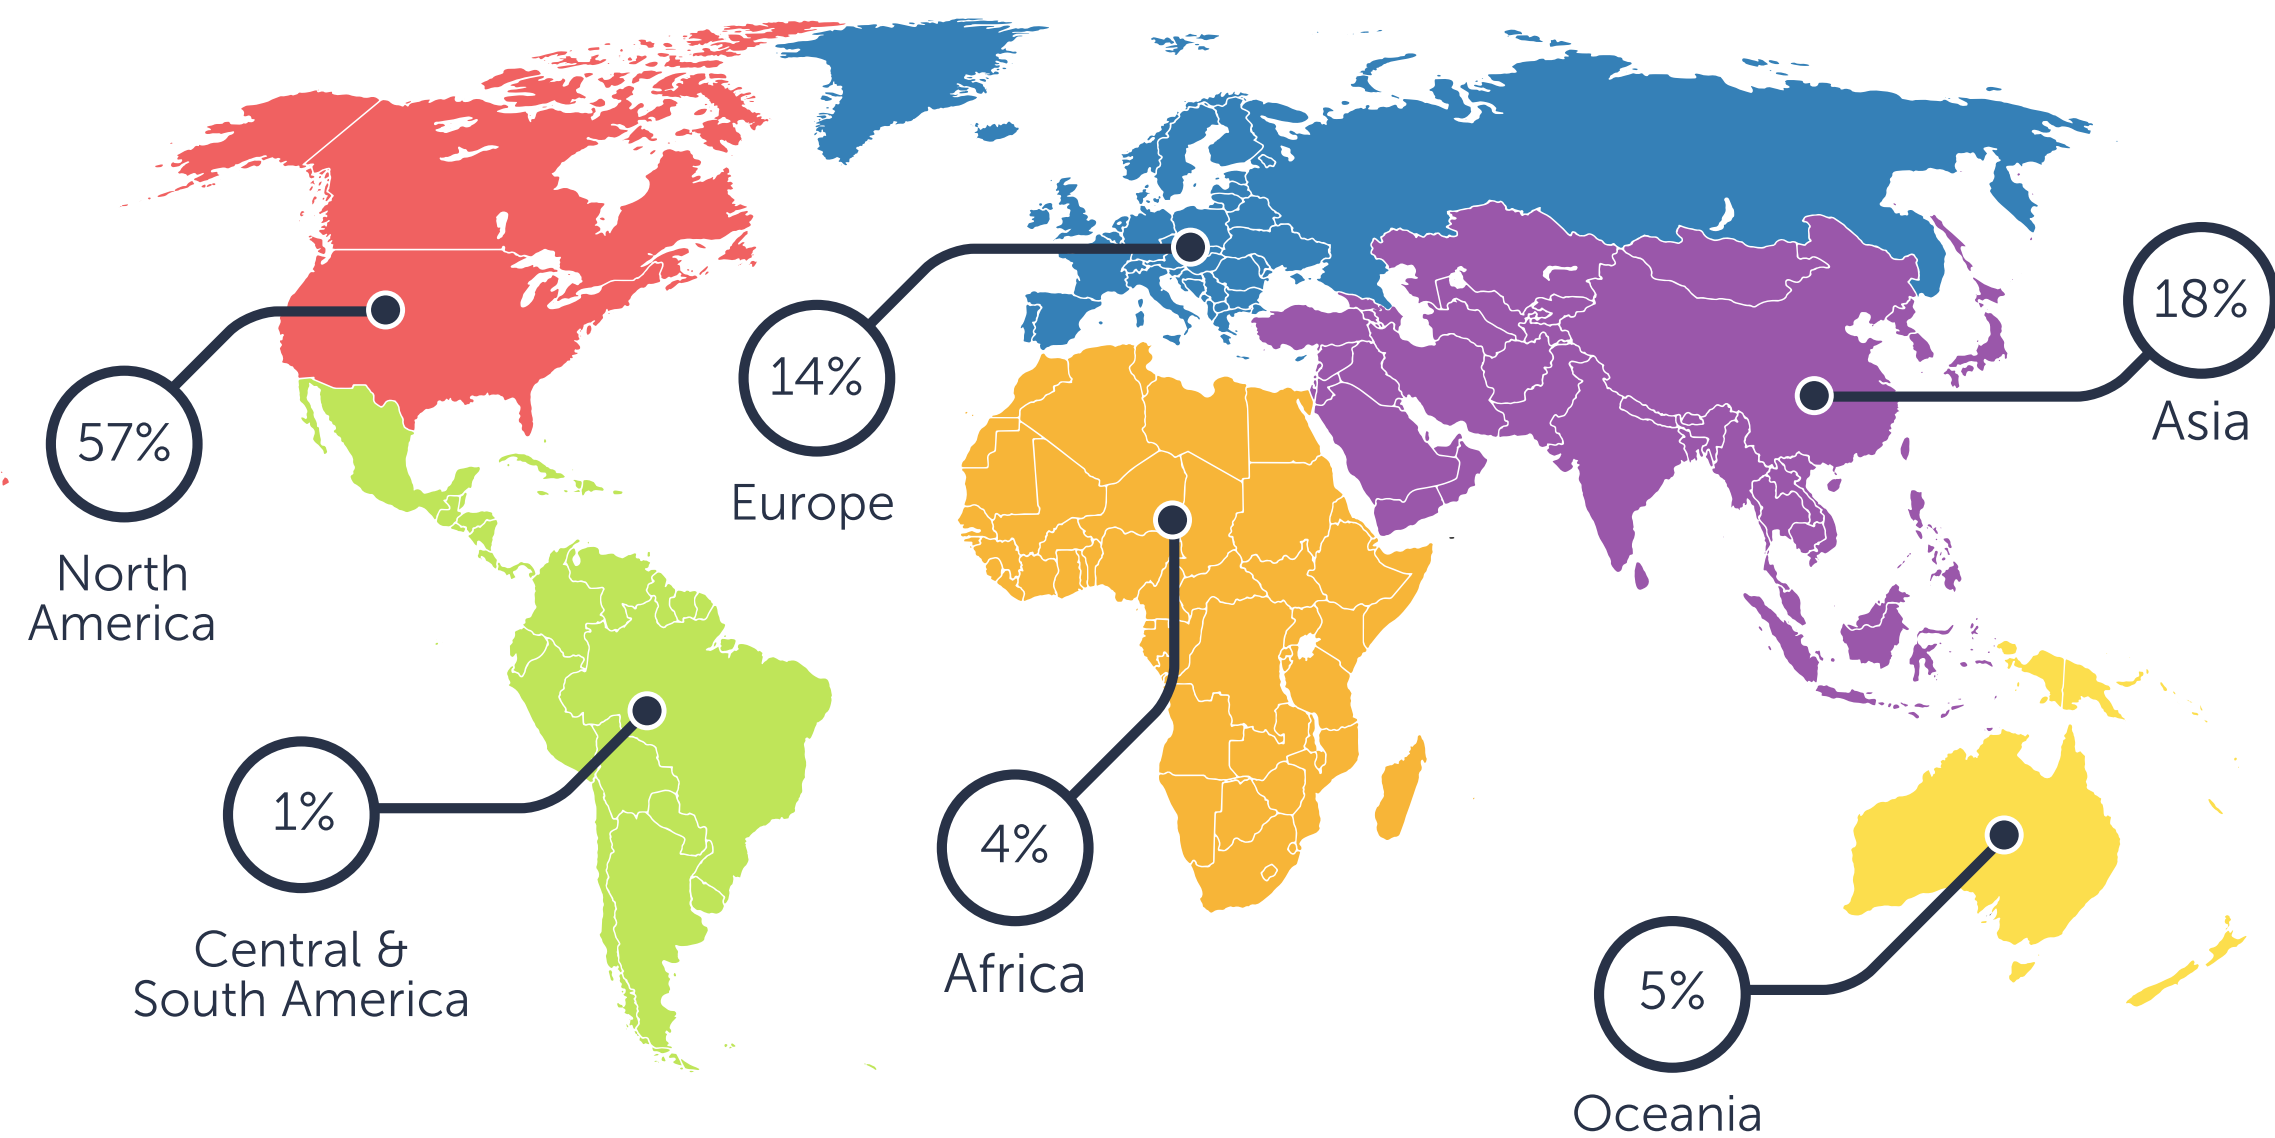 57%
North
America
14%
Europe
18%
Asia
1%
Central &
South America
4%
Africa
5%
Oceania